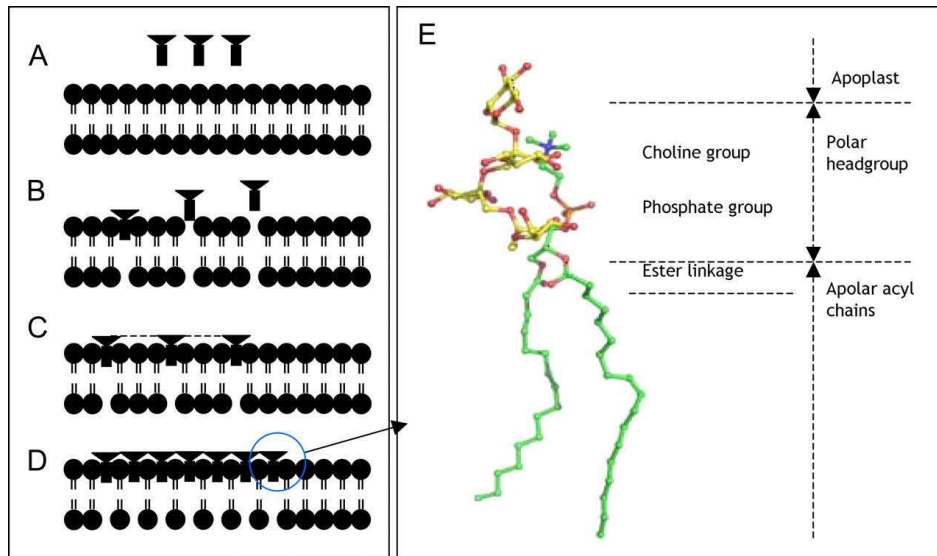 A
B
C
D
E
Apoplast
Choline group
Polar
headgroup
Phosphate group
Ester linkage
Apolar acyl
chains